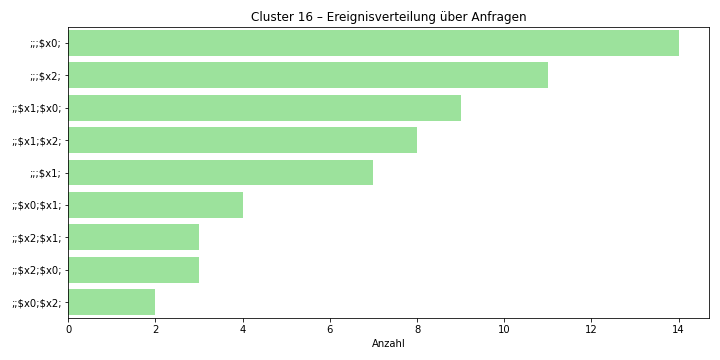 Cluster 16 – Ereignisverteilung über Anfragen
;;;$x0;
;;;$x2;
;;$x1;$x0;
;;$x1;$x2;
;;;$x1;
;;$x0;$x1;
;;$x2;$x1;
;;$x2;$x0;
;;$x0;$x2;
0 2 4 6 8 10 12 14
Anzahl